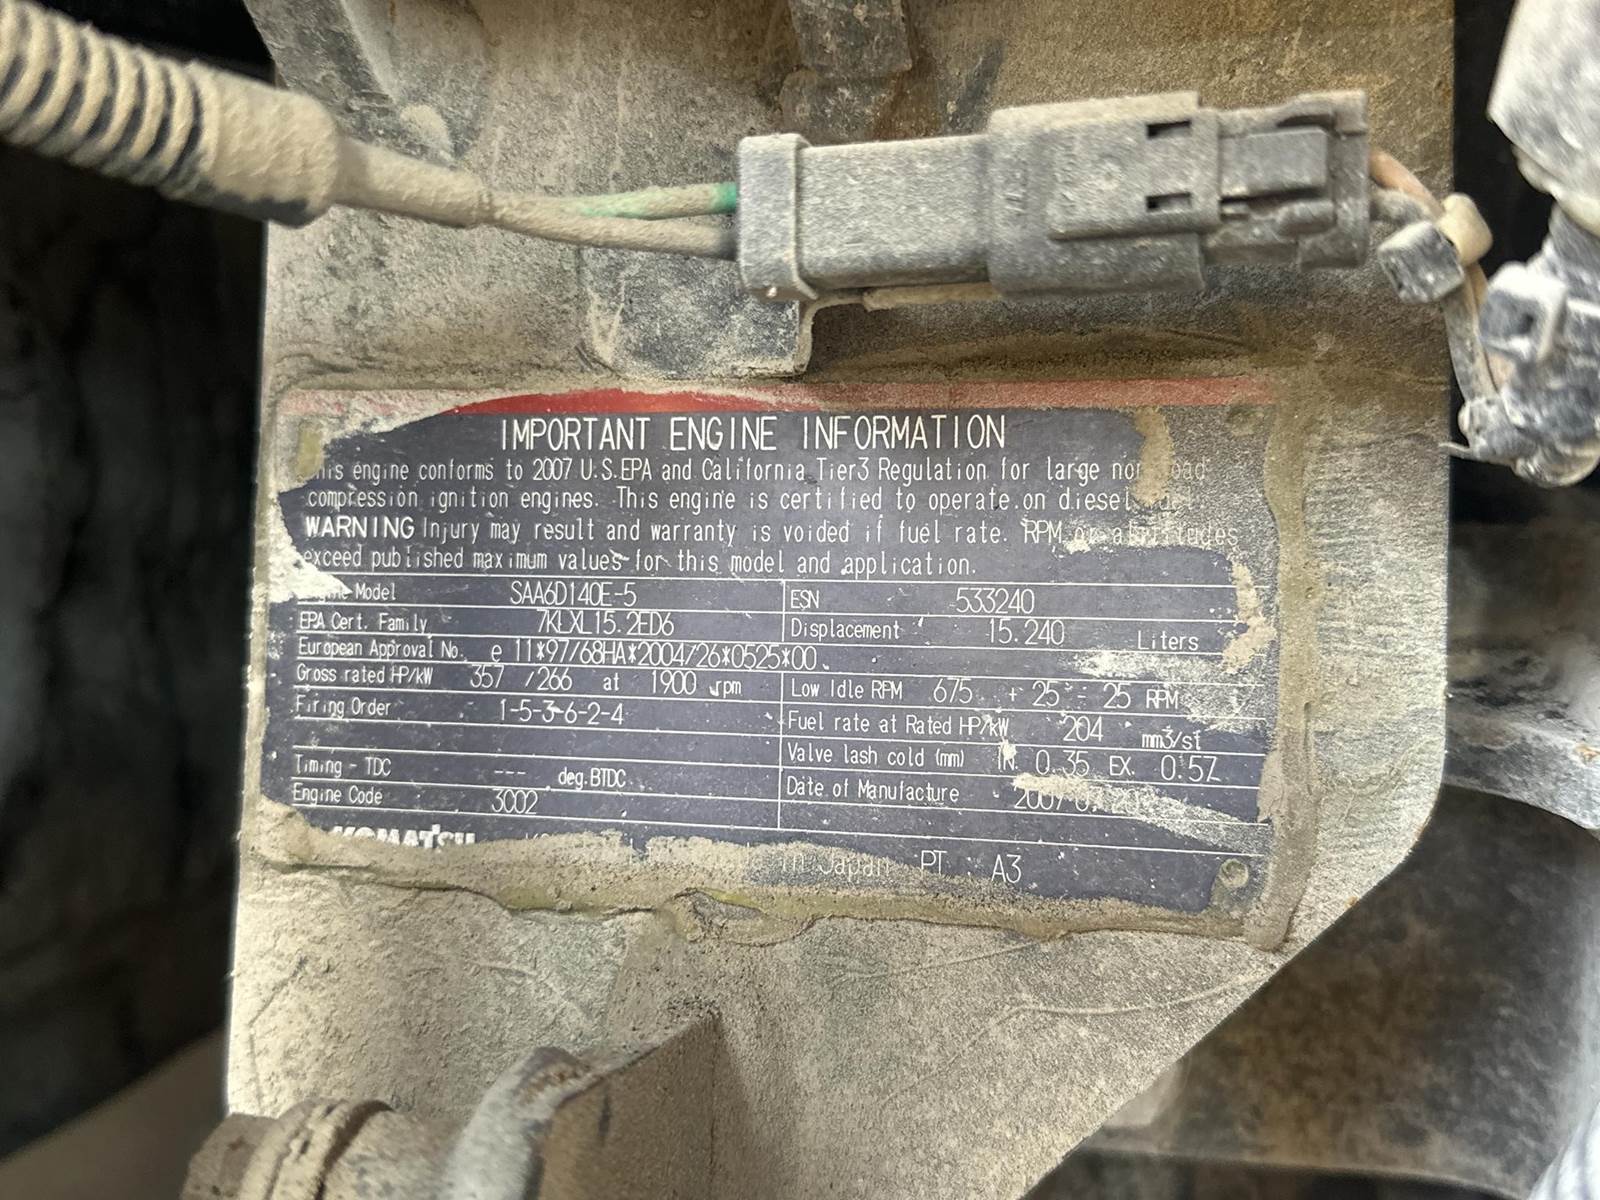 IMPORTANT ENGINE INFORMATION
This engine conforms to 2007 U.S.EPA and California Tier3 Regulation for large
compression ignition engines. This engine is certified to operate on diesel
WARNING Injury may result and warranty is voided if fuel rate. RPM or altitudes
exceed published maximum values for this model and application.
Engine Model SAA6D140E-5 ESN 533240
EPA Cert. Family 7KLXL15.2ED6 Displacement 15.240 Liters
European Approval No. e 11*97/68HA*2004/26*0525*00
Gross rated HP/kW 357 /266 at 1900 rpm Low Idle RPM 675 + 25 - 25 RPM
Firing Order 1-5-3-6-2-4 Fuel rate at Rated HP/kW 204 mm3/st
Valve lash cold (mm) IN. 0.35 EX. 0.57
Timing - TDC --- deg.BTDC Date of Manufacture
Engine Code 3002
KOMATSU in Japan PT. A3